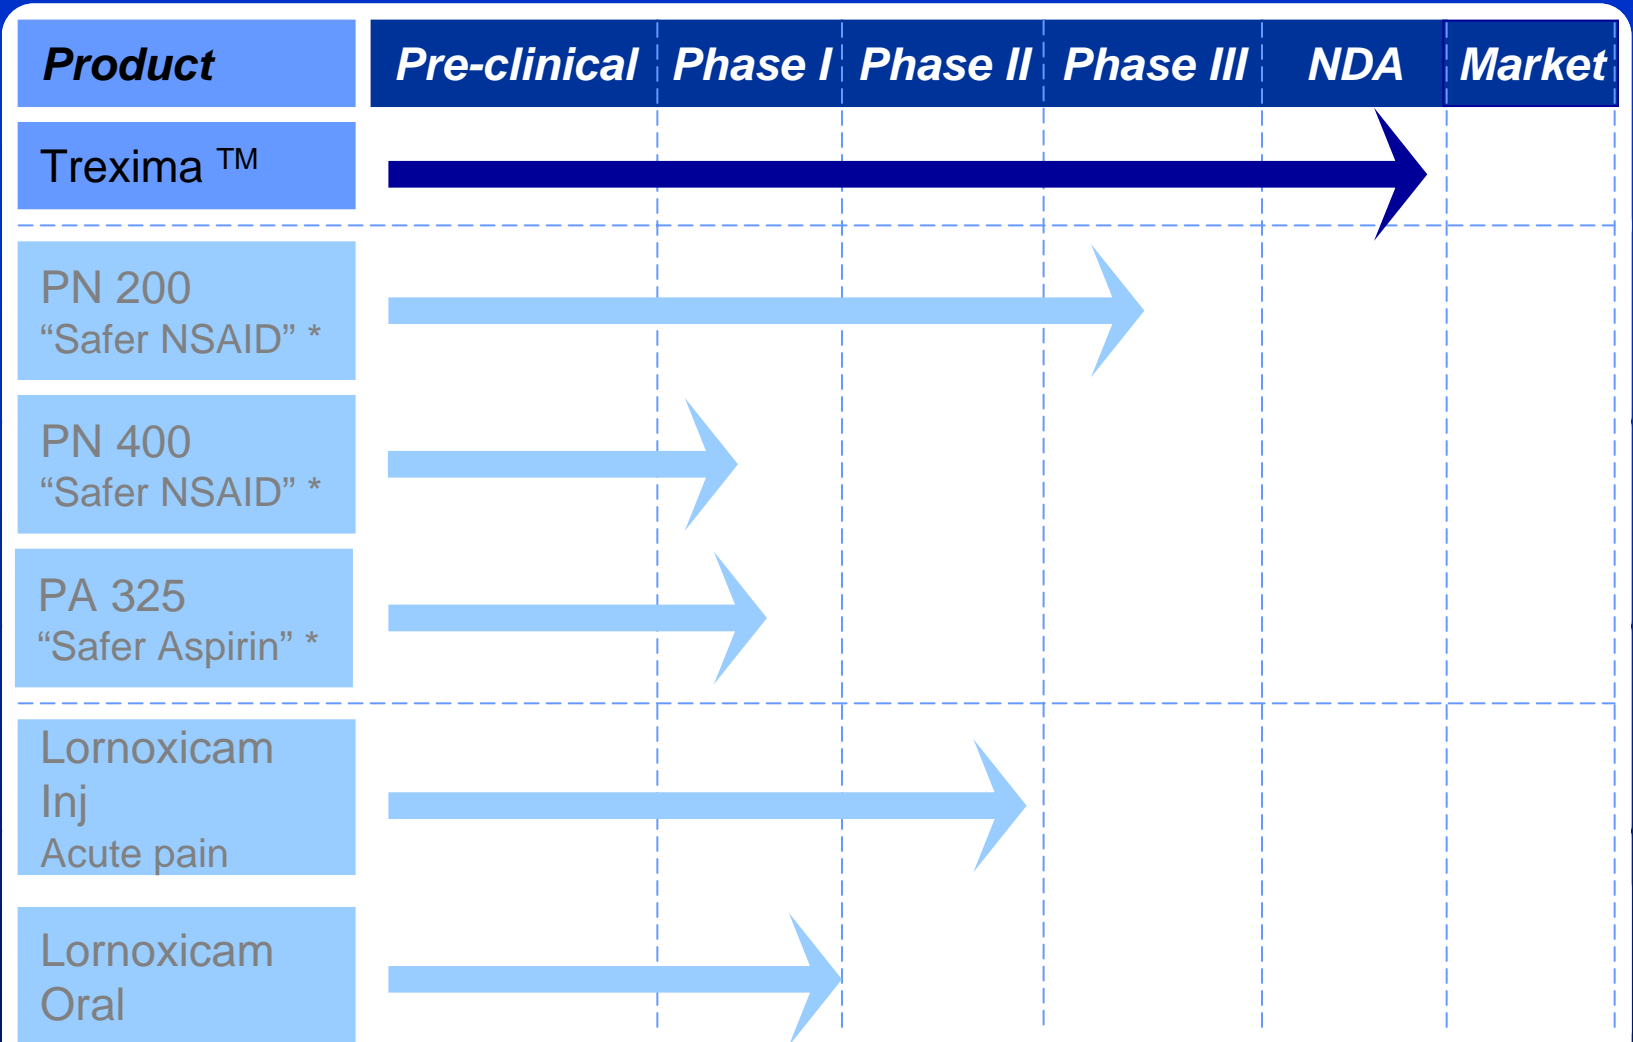 Product Pre-clinical Phase I Phase II Phase III NDA Market
Trexima ™
PN 200
“Safer NSAID” *
PN 400
“Safer NSAID” *
PA 325
“Safer Aspirin” *
Lornoxicam
Inj
Acute pain
Lornoxicam
Oral